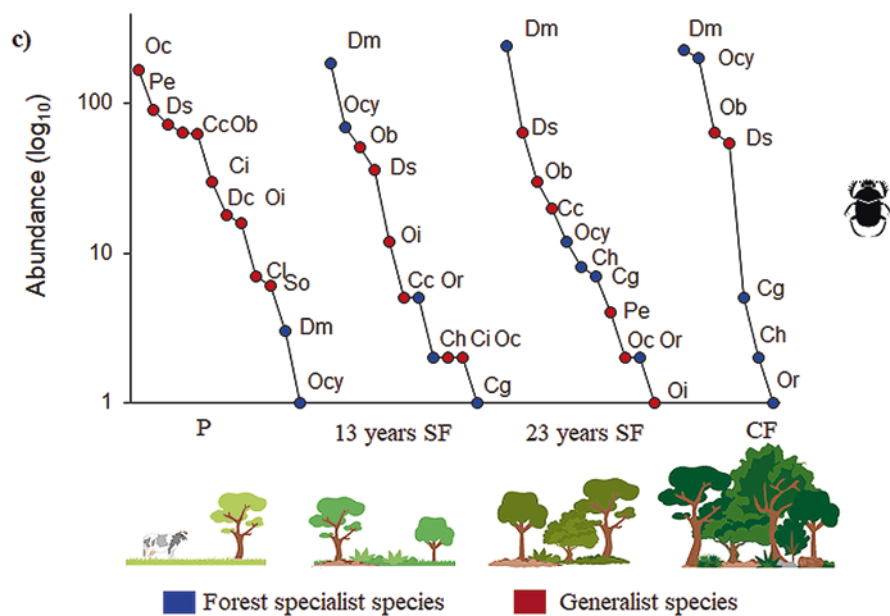 c)
Abundance (log10)
100
10
1
Oc
Pe
Ds
CcOb
Ci
Dc Oi
Cl
So
Dm
Ocy
Dm
Ocy
Ob
Ds
Oi
Cc Or
Ch Ci Oc
Cg
Dm
Ds
Ob
Cc
Ocy
Ch
Cg
Pe
Oc Or
Oi
Dm
Ocy
Ob
Ds
Cg
Ch
Or
P
13 years SF
23 years SF
CF
Forest specialist species
Generalist species